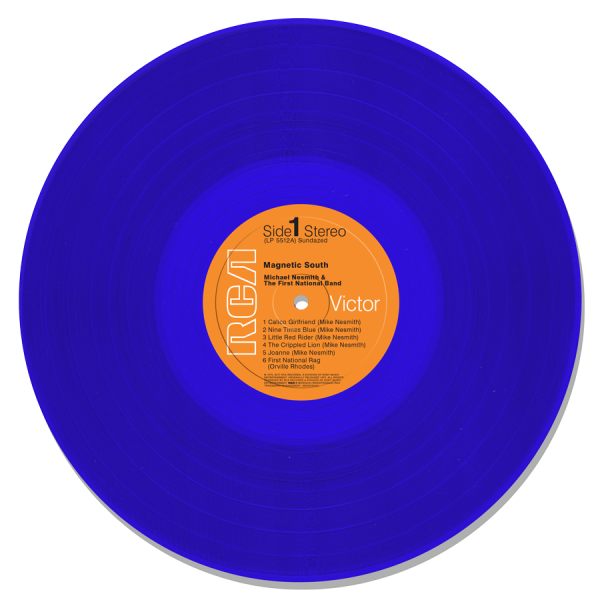 Side 1 Stereo
(LP 5512A) Sundazed
RCA
Magnetic South
Michael Nesmith &
The First National Band
Victor
1 Calico Girlfriend (Mike Nesmith)
2 Nine Times Blue (Mike Nesmith)
3 Little Red Rider (Mike Nesmith)
4 The Crippled Lion (Mike Nesmith)
5 Joanne (Mike Nesmith)
6 First National Rag
(Orville Rhodes)